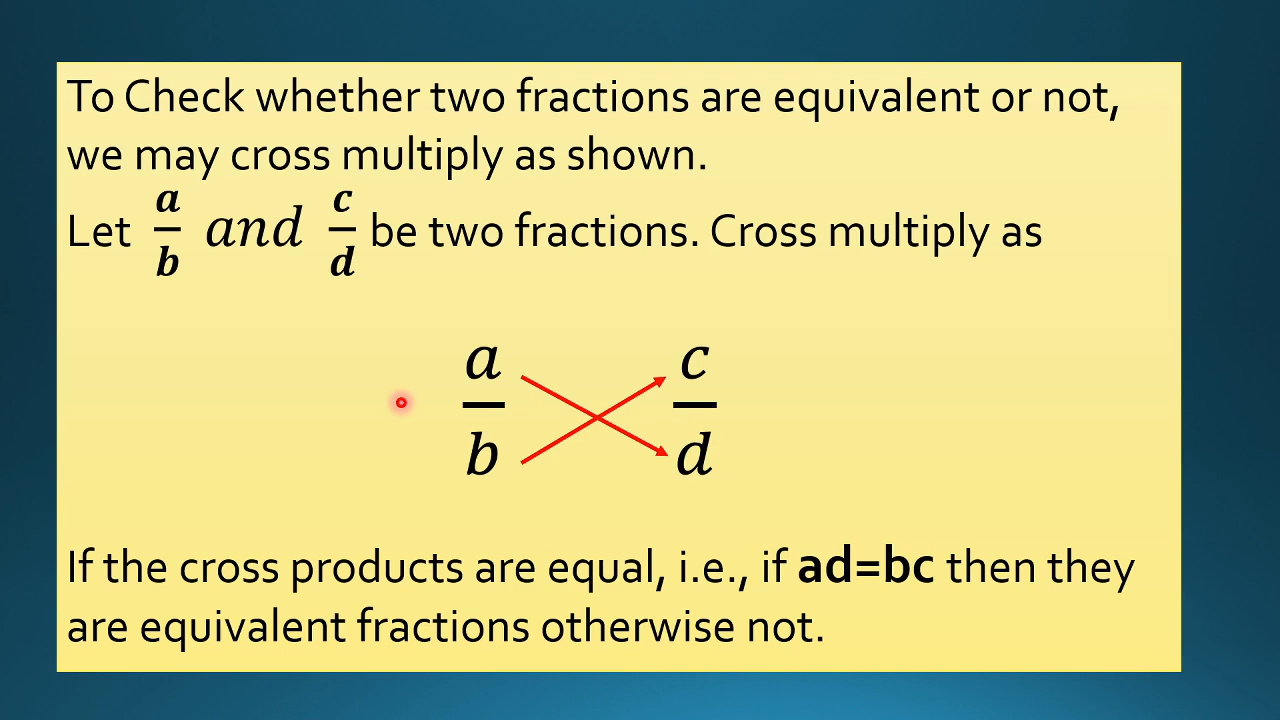 To Check whether two fractions are equivalent or not,
we may cross multiply as shown.
Let a/b and c/d be two fractions. Cross multiply as
a/b c/d
If the cross products are equal, i.e., if ad=bc then they
are equivalent fractions otherwise not.